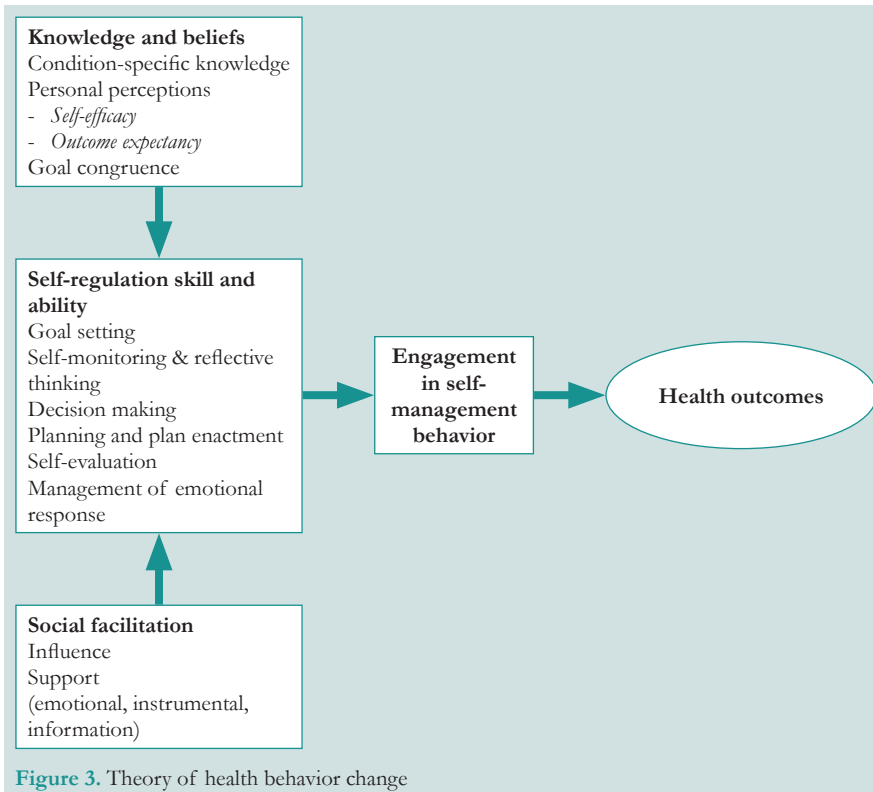 Knowledge and beliefs
Condition-specific knowledge
Personal perceptions
- Self-efficacy
- Outcome expectancy
Goal congruence
Self-regulation skill and
ability
Goal setting
Self-monitoring & reflective
thinking
Decision making
Planning and plan enactment
Self-evaluation
Management of emotional
response
Engagement
in self-
management
behavior
Health outcomes
Social facilitation
Influence
Support
(emotional, instrumental,
information)
Figure 3. Theory of health behavior change